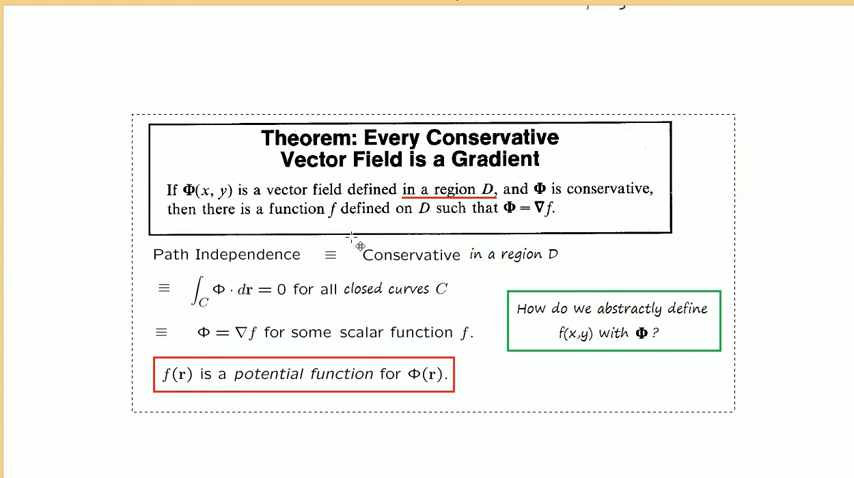 Theorem: Every Conservative
Vector Field is a Gradient
If Φ(x, y) is a vector field defined in a region D, and Φ is conservative,
then there is a function f defined on D such that Φ = ∇f.
Path Independence ≡ Conservative in a region D
≡ ∫_C Φ · dr = 0 for all closed curves C
≡ Φ = ∇f for some scalar function f.
f(r) is a potential function for Φ(r).
How do we abstractly define
f(x,y) with Φ ?